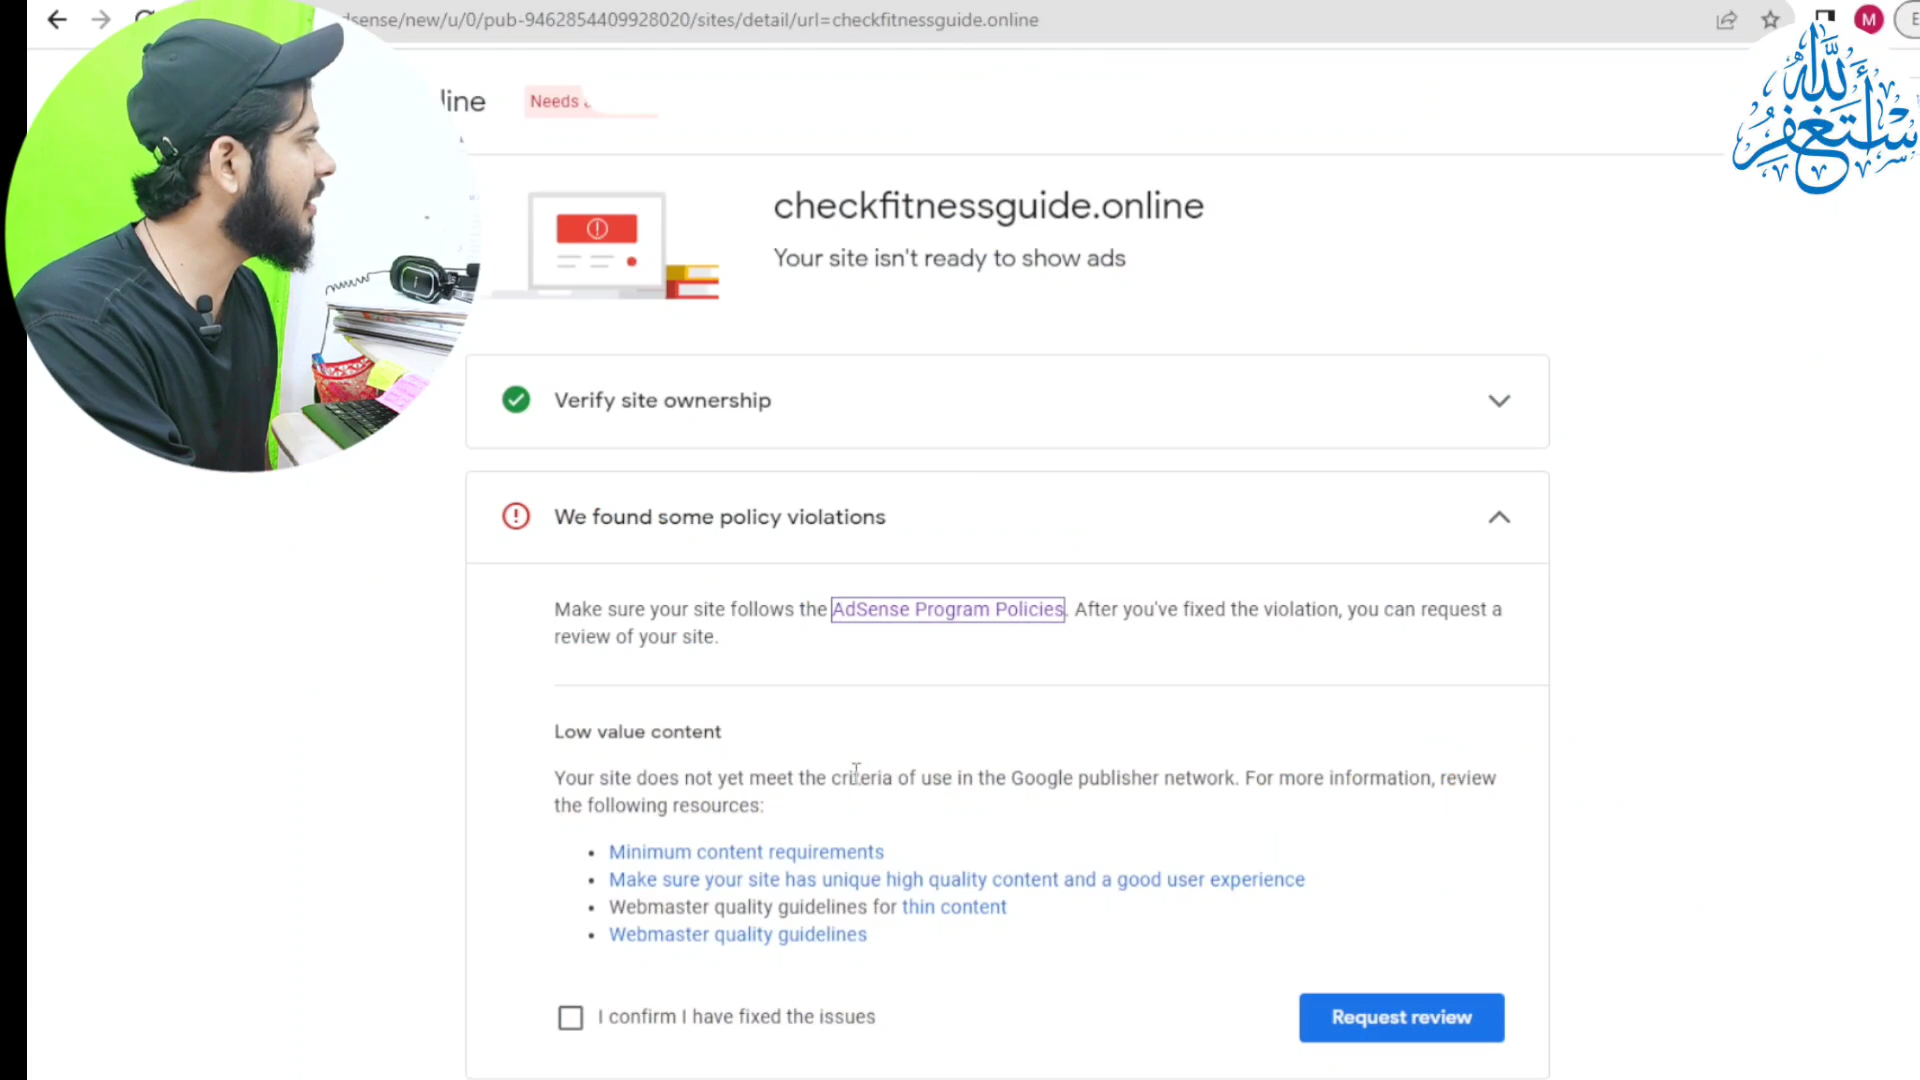 dsense/new/u/0/pub-9462854409928020/sites/detail/url=checkfitnessguide.online
M
E
line
Needs
أستغفر الله
checkfitnessguide.online
Your site isn't ready to show ads
Verify site ownership
We found some policy violations
Make sure your site follows the AdSense Program Policies. After you've fixed the violation, you can request a
review of your site.
Low value content
Your site does not yet meet the criteria of use in the Google publisher network. For more information, review
the following resources:
• Minimum content requirements
• Make sure your site has unique high quality content and a good user experience
• Webmaster quality guidelines for thin content
• Webmaster quality guidelines
I confirm I have fixed the issues
Request review